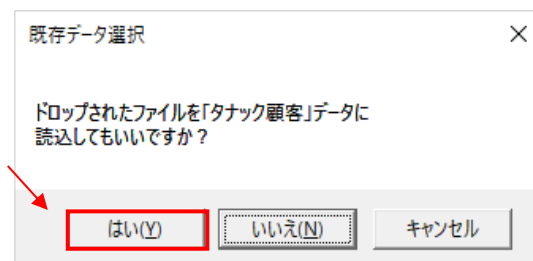 既存データ選択
ドロップされたファイルを「タナック顧客」データに
読込してもいいですか？
はい(Y)
いいえ(N)
キャンセル